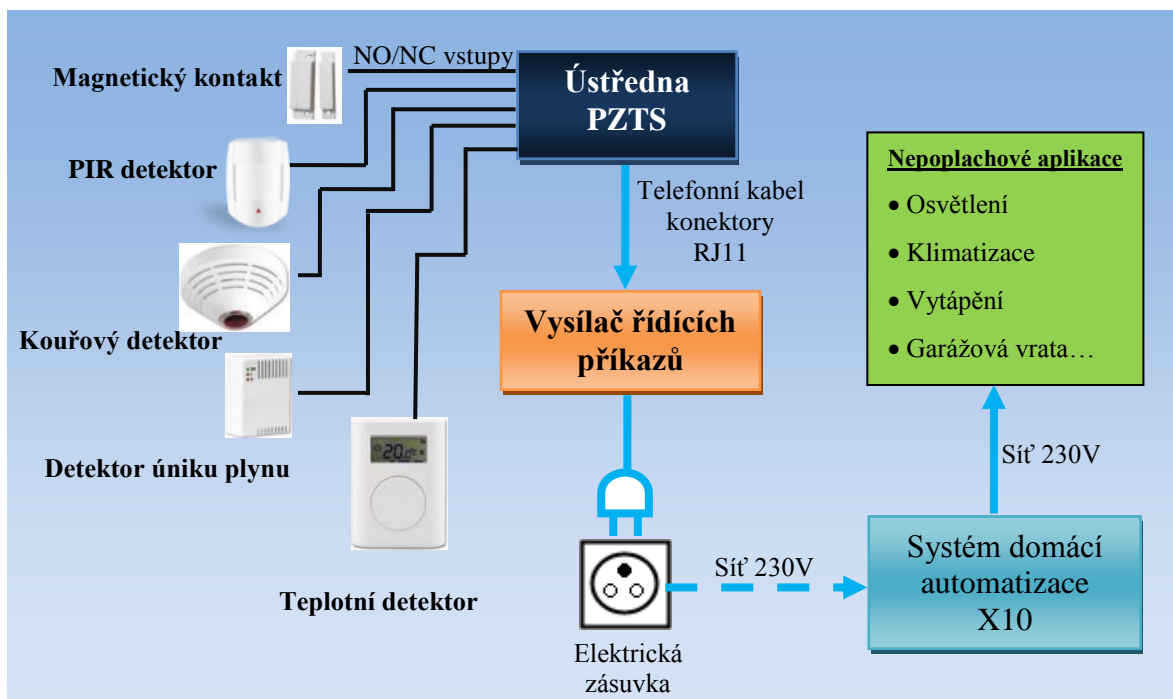 NO/NC vstupy
Magnetický kontakt
PIR detektor
Kouřový detektor
Detektor úniku plynu
Teplotní detektor
Ústředna
PZTS
Telefonní kabel
konektory
RJ11
Vysílač řídících
příkazů
Elektrická
zásuvka
Síť 230V
Systém domácí
automatizace
X10
Síť 230V
Nepoplachové aplikace
• Osvětlení
• Klimatizace
• Vytápění
• Garážová vrata…